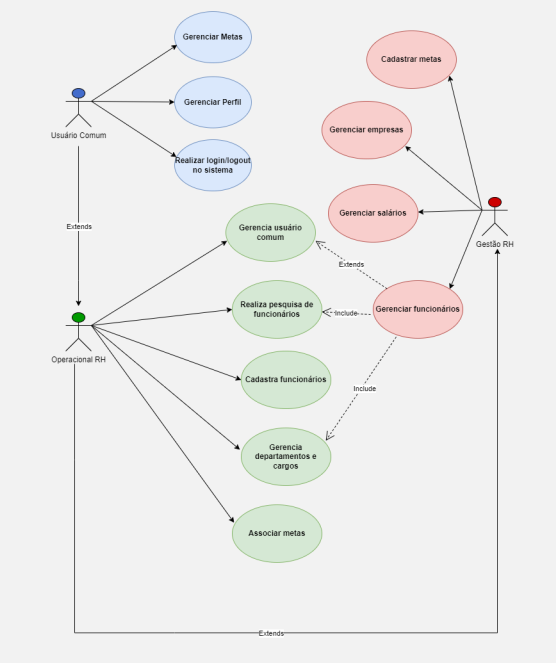 Gerenciar Metas
Cadastrar metas
Gerenciar Perfil
Usuário Comum
Gerenciar empresas
Realizar login/logout
no sistema
Gerenciar salários
Extends
Gerencia usuário
comum
Gestão RH
Extends
Realiza pesquisa de
funcionários
Include
Gerenciar funcionários
Operacional RH
Cadastra funcionários
Include
Gerencia
departamentos e
cargos
Associar metas
Extends